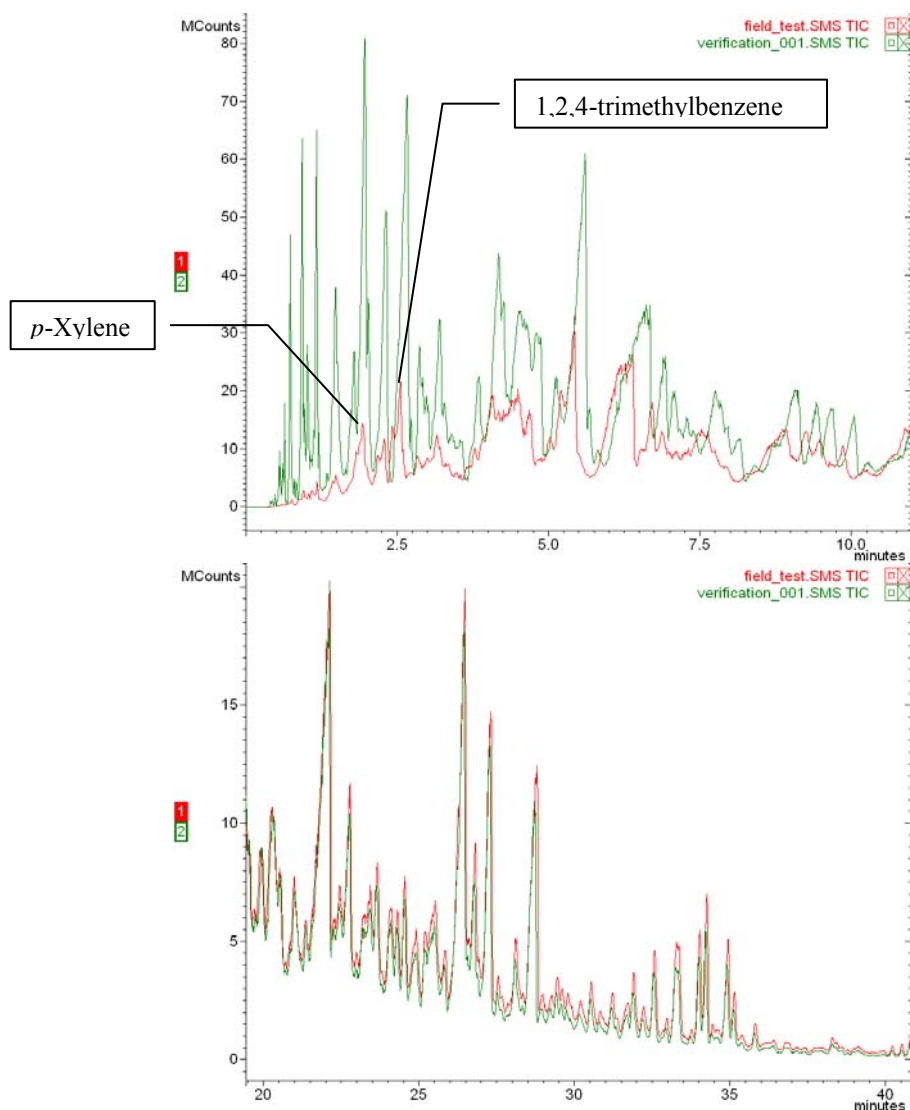 MCounts
field_test.SMS TIC
verification_001.SMS TIC
80
1,2,4-trimethylbenzene
70
60
50
1
2
40
p-Xylene
30
20
10
0
2.5 5.0 7.5 10.0
minutes
MCounts
field_test.SMS TIC
verification_001.SMS TIC
15
1
2
10
5
0
20 25 30 35 40
minutes